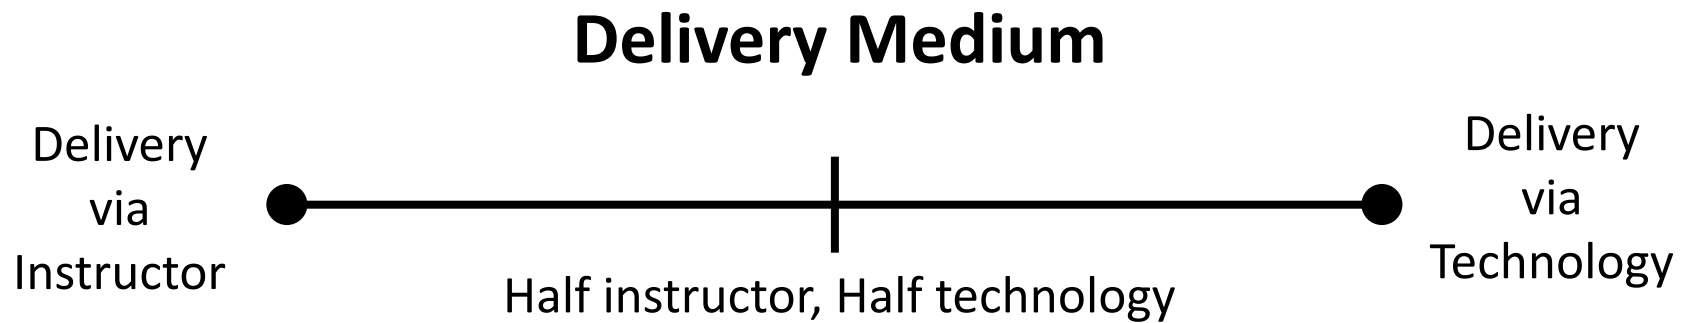 Delivery Medium
Delivery
via
Instructor
Half instructor, Half technology
Delivery
via
Technology